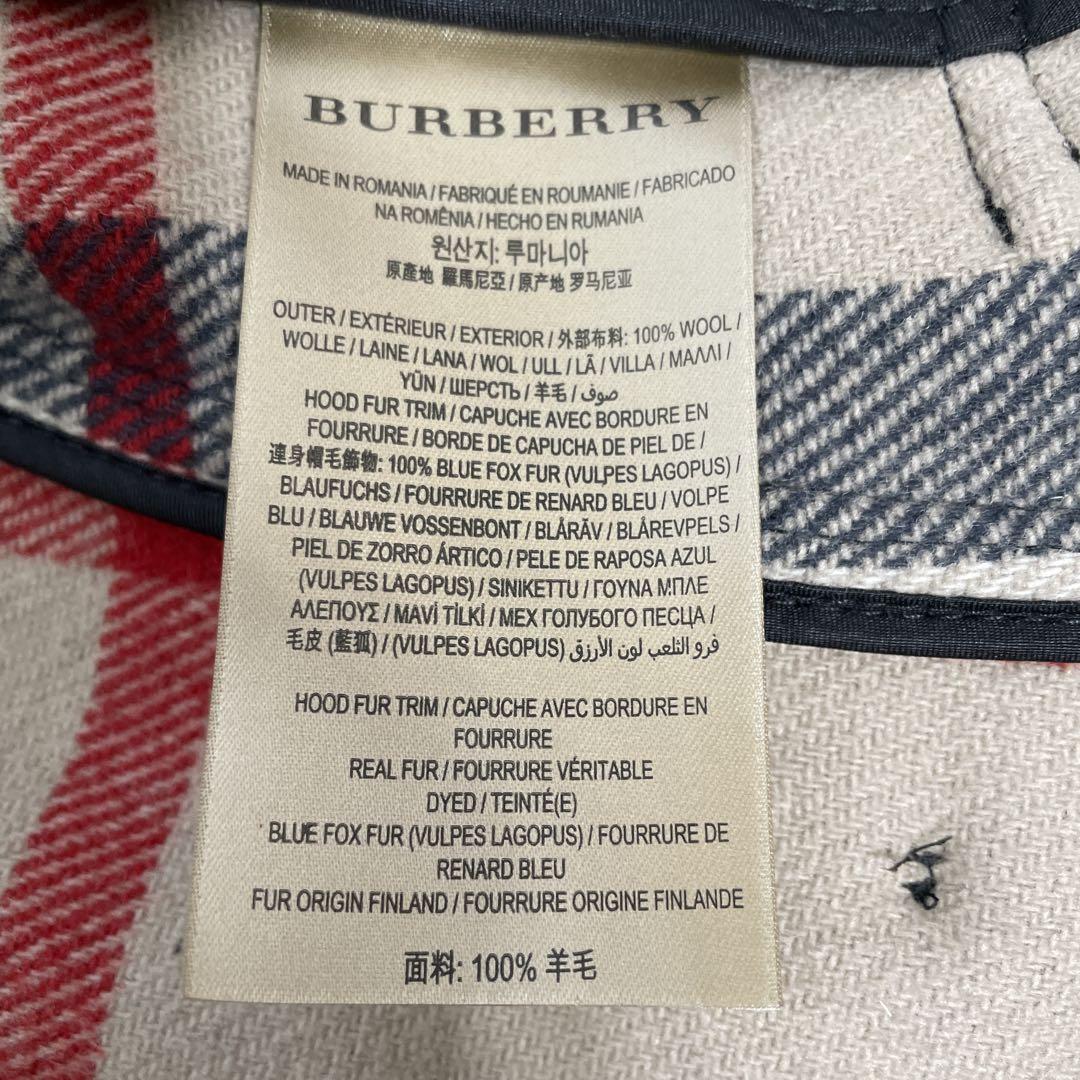 BURBERRY
MADE IN ROMANIA / FABRIQUÉ EN ROUMANIE / FABRICADO
NA ROMÊNIA / HECHO EN RUMANIA
원산지: 루마니아
原產地 羅馬尼亞 / 原产地 罗马尼亚
OUTER / EXTÉRIEUR / EXTERIOR / 外部布料: 100% WOOL /
WOLLE / LAINE / LANA / WOL / ULL / LÃ / VILLA / ΜΑΛΛΙ /
YÜN / ШЕРСТЬ / 羊毛 / صوف
HOOD FUR TRIM / CAPUCHE AVEC BORDURE EN
FOURRURE / BORDE DE CAPUCHA DE PIEL DE /
連身帽毛飾物: 100% BLUE FOX FUR (VULPES LAGOPUS) /
BLAUFUCHS / FOURRURE DE RENARD BLEU / VOLPE
BLU / BLAUWE VOSSENBONT / BLÅRÄV / BLÅREVPELS /
PIEL DE ZORRO ÁRTICO / PELE DE RAPOSA AZUL
(VULPES LAGOPUS) / SINIKETTU / ΓΟΥΝΑ ΜΠΛΕ
ΑΛΕΠΟΥΣ / MAVİ TİLKİ / МЕХ ГОЛУБОГО ПЕСЦА /
毛皮 (藍狐) / (VULPES LAGOPUS) فرو الثلعب لون الأزرق
HOOD FUR TRIM / CAPUCHE AVEC BORDURE EN
FOURRURE
REAL FUR / FOURRURE VÉRITABLE
DYED / TEINTÉ(E)
BLUE FOX FUR (VULPES LAGOPUS) / FOURRURE DE
RENARD BLEU
FUR ORIGIN FINLAND / FOURRURE ORIGINE FINLANDE
面料: 100% 羊毛